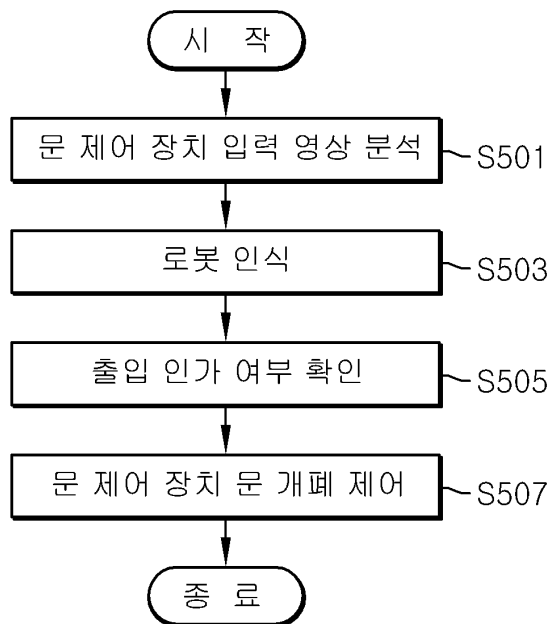 시 작
문 제어 장치 입력 영상 분석 S501
로봇 인식 S503
출입 인가 여부 확인 S505
문 제어 장치 문 개폐 제어 S507
종 료